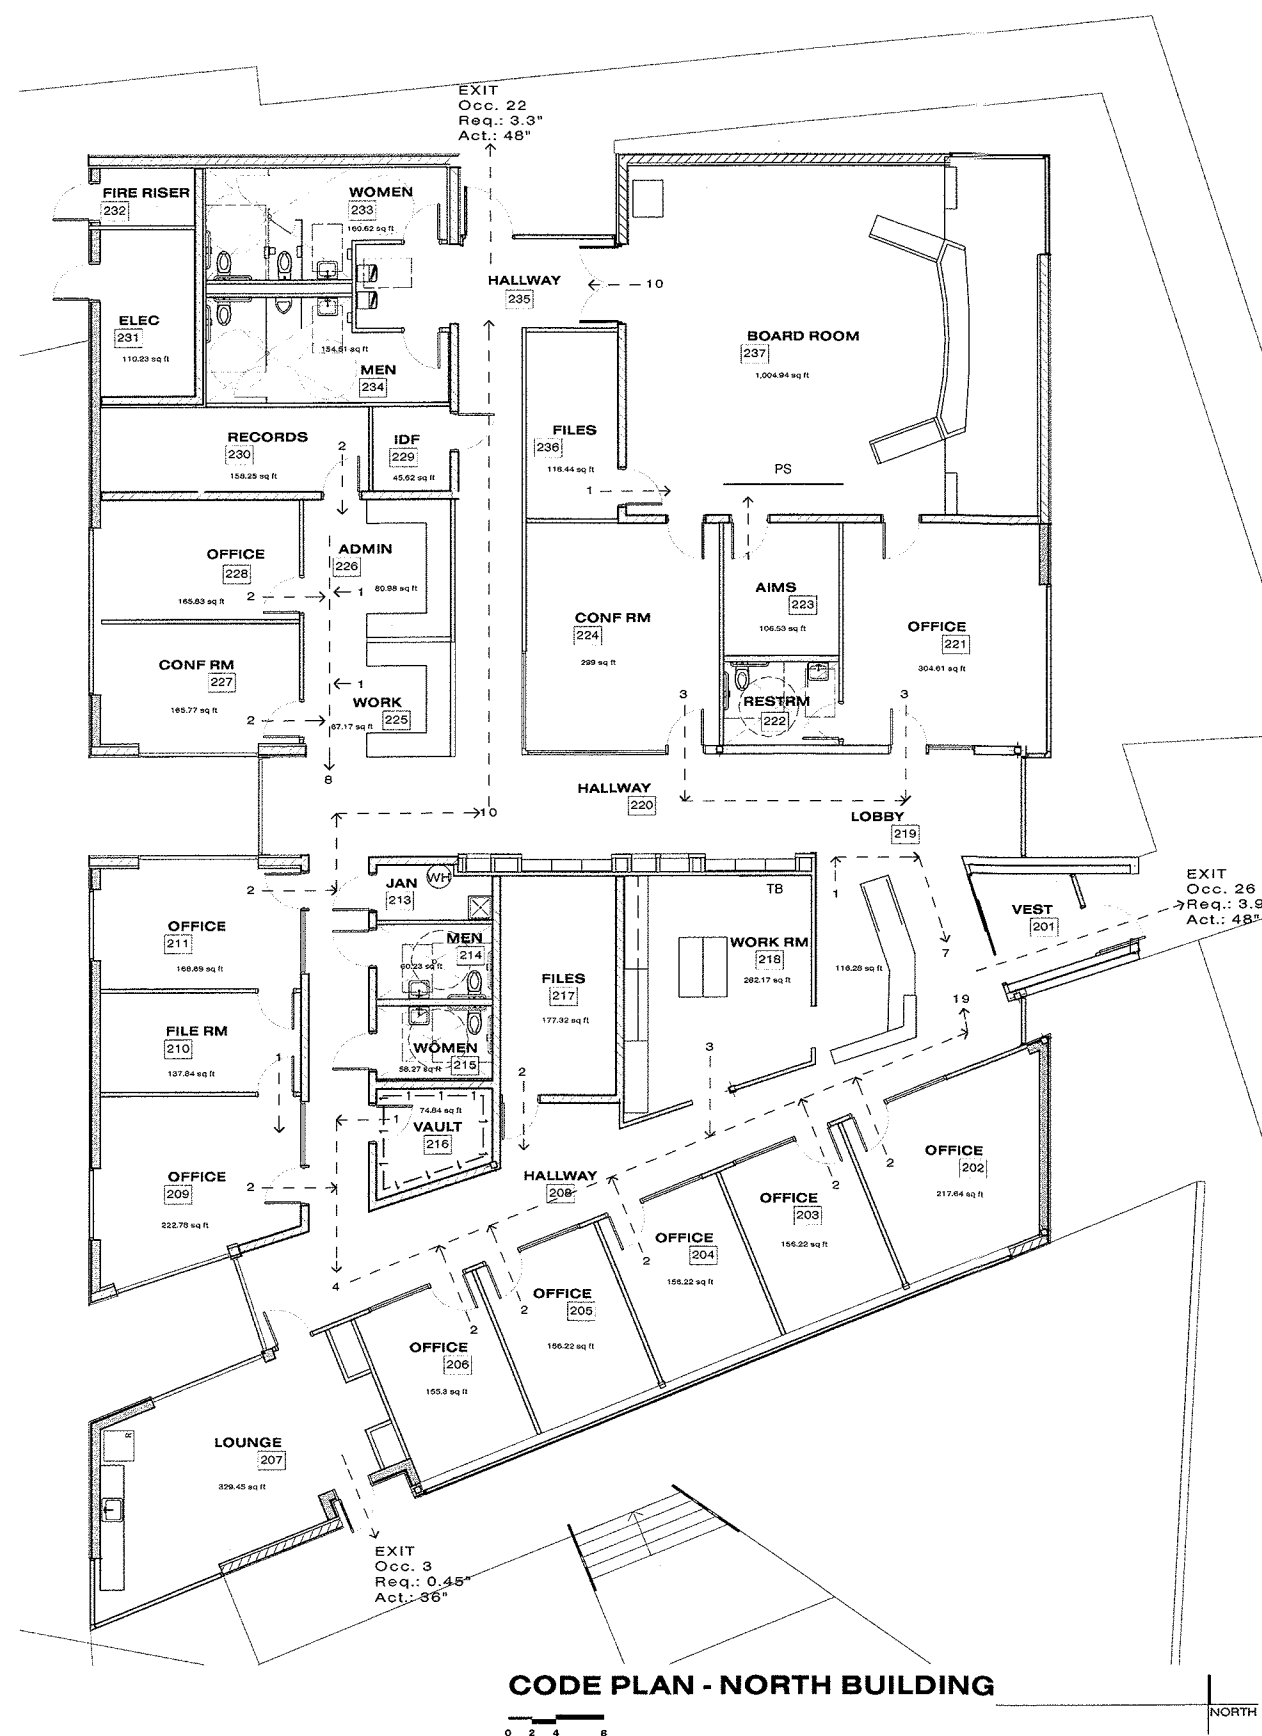 EXIT
Occ. 22
Req.: 3.3"
Act.: 48"
FIRE RISER
232
WOMEN
233
160.62 sq ft
HALLWAY
235
10
ELEC
231
110.23 sq ft
MEN
234
BOARD ROOM
237
1,004.94 sq ft
RECORDS
230
158.25 sq ft
2
IDF
229
45.62 sq ft
FILES
236
116.44 sq ft
1
PS
OFFICE
228
165.83 sq ft
2
ADMIN
226
80.98 sq ft
1
1
AIMS
223
106.53 sq ft
CONF RM
224
299 sq ft
OFFICE
221
304.61 sq ft
CONF RM
227
165.77 sq ft
2
1
WORK
225
67.17 sq ft
RESTRM
222
3
3
8
HALLWAY
220
10
LOBBY
219
EXIT
Occ. 26
Req.: 3.9
Act.: 48"
VEST
201
2
JAN
213
WH
TB
1
OFFICE
211
168.69 sq ft
MEN
214
60.23 sq ft
FILES
217
177.32 sq ft
WORK RM
218
282.17 sq ft
116.28 sq ft
7
19
FILE RM
210
137.84 sq ft
1
WOMEN
215
58.27 sq ft
2
3
1
1
1
74.84 sq ft
VAULT
216
1
OFFICE
209
222.78 sq ft
2
HALLWAY
208
OFFICE
202
217.64 sq ft
2
OFFICE
203
156.22 sq ft
2
OFFICE
204
156.22 sq ft
2
4
OFFICE
205
2
OFFICE
206
155.3 sq ft
2
R
LOUNGE
207
329.45 sq ft
EXIT
Occ. 3
Req.: 0.45"
Act.: 36"
CODE PLAN - NORTH BUILDING
0 2 4 8
NORTH